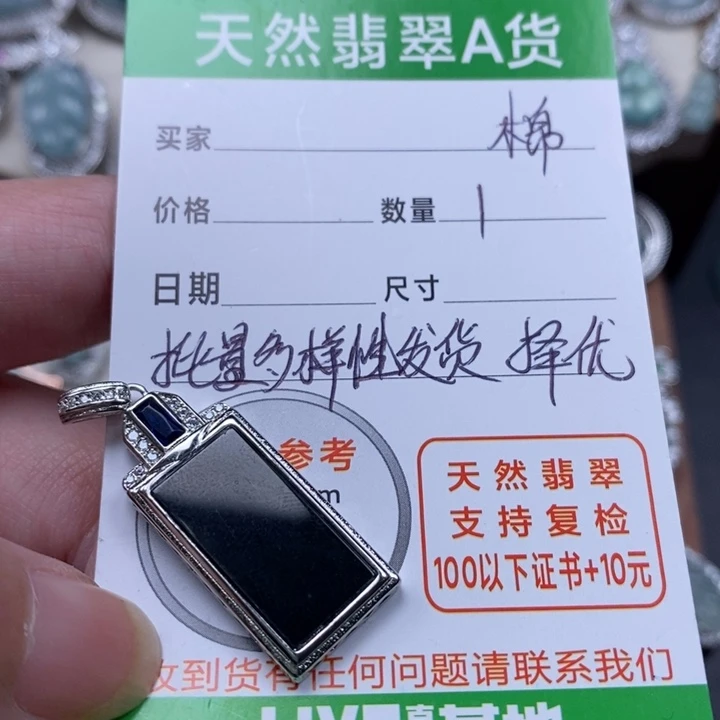 天然翡翠A货
买家 棉
价格 数量 1
日期 尺寸
批量多样性发货 择优
参考
m
天然翡翠
支持复检
100以下证书+10元
收到货有任何问题请联系我们
基地